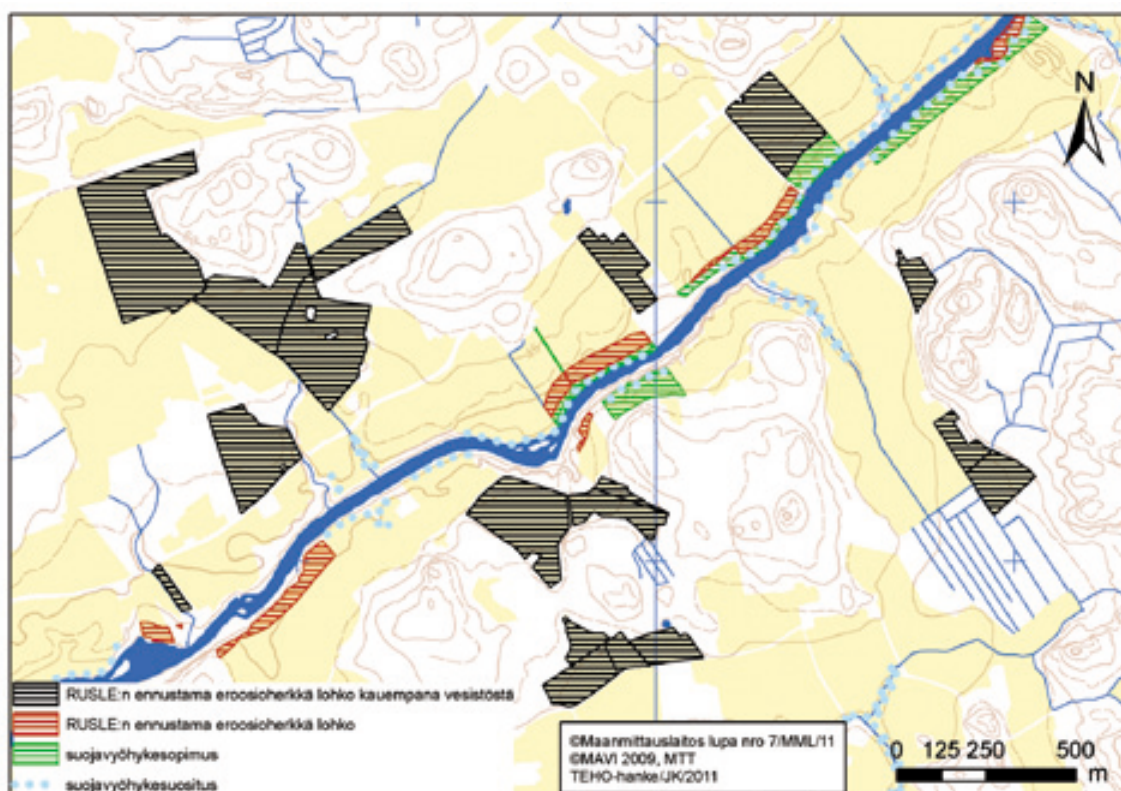 N
RUSLE:n ennustama eroosioherkkä lohko kauempana vesistöstä
RUSLE:n ennustama eroosioherkkä lohko
suojavyöhykesopimus
suojavyöhykesuositus
©Maanmittauslaitos lupa nro 7/MML/11
©MAVI 2009, MTT
TEHO-hanke/JK/2011
0 125 250 500
m